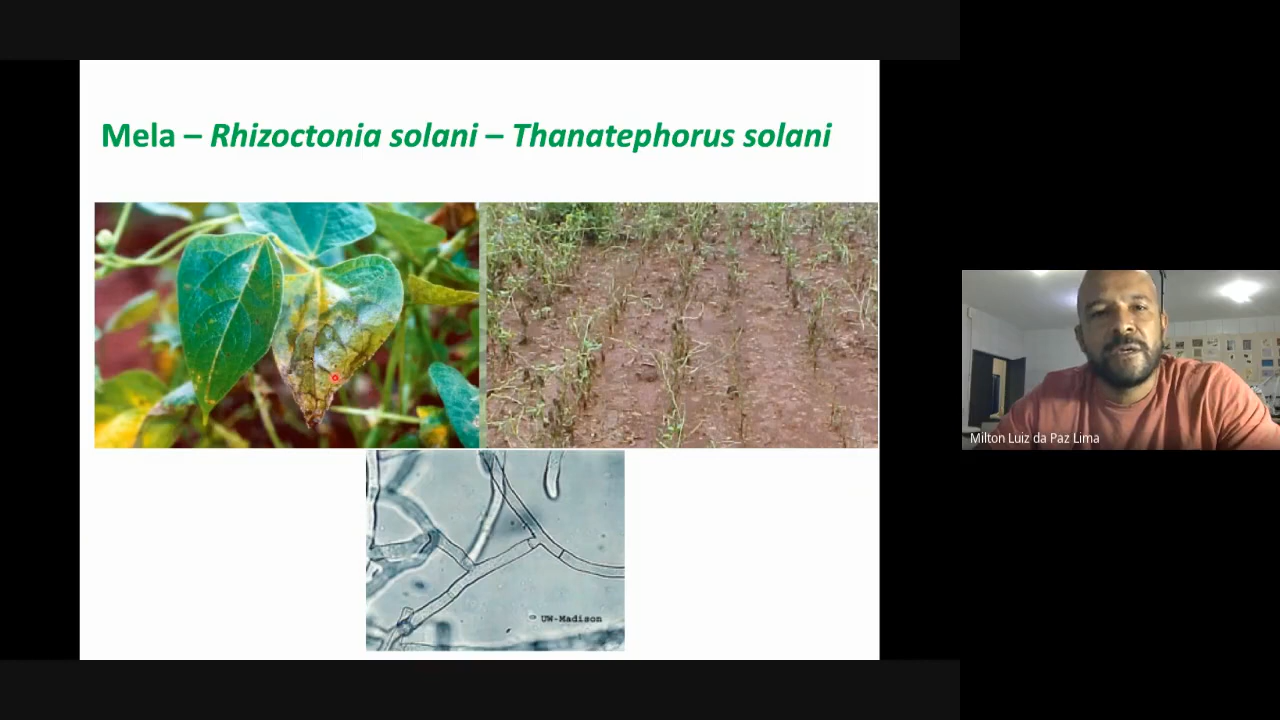 Mela – Rhizoctonia solani – Thanatephorus solani
UW-Madison
Milton Luiz da Paz Lima